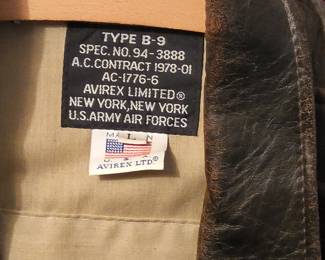 TYPE B-9
SPEC. NO. 94-3888
A.C. CONTRACT 1978-01
AC-1776-6
AVIREX LIMITED®
NEW YORK, NEW YORK
U.S. ARMY AIR FORCES
L
AVIREX LTD®